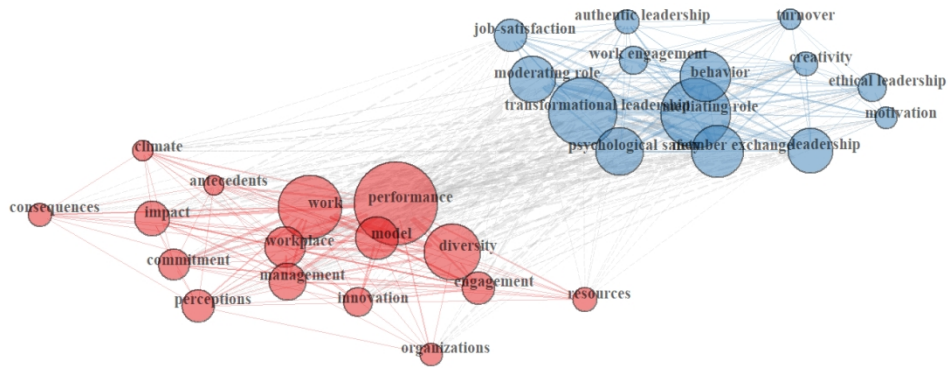 authentic leadership
turnover
job-satisfaction
work engagement
creativity
moderating role
behavior
ethical leadership
transformational leadership
mediating role
motivation
psychological safety
member exchange
leadership
climate
antecedents
performance
consequences
impact
work
model
workplace
diversity
commitment
management
engagement
perceptions
innovation
resources
organizations